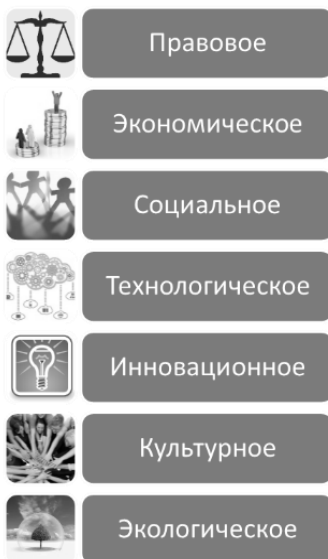 Правовое
Экономическое
Социальное
Технологическое
Инновационное
Культурное
Экологическое